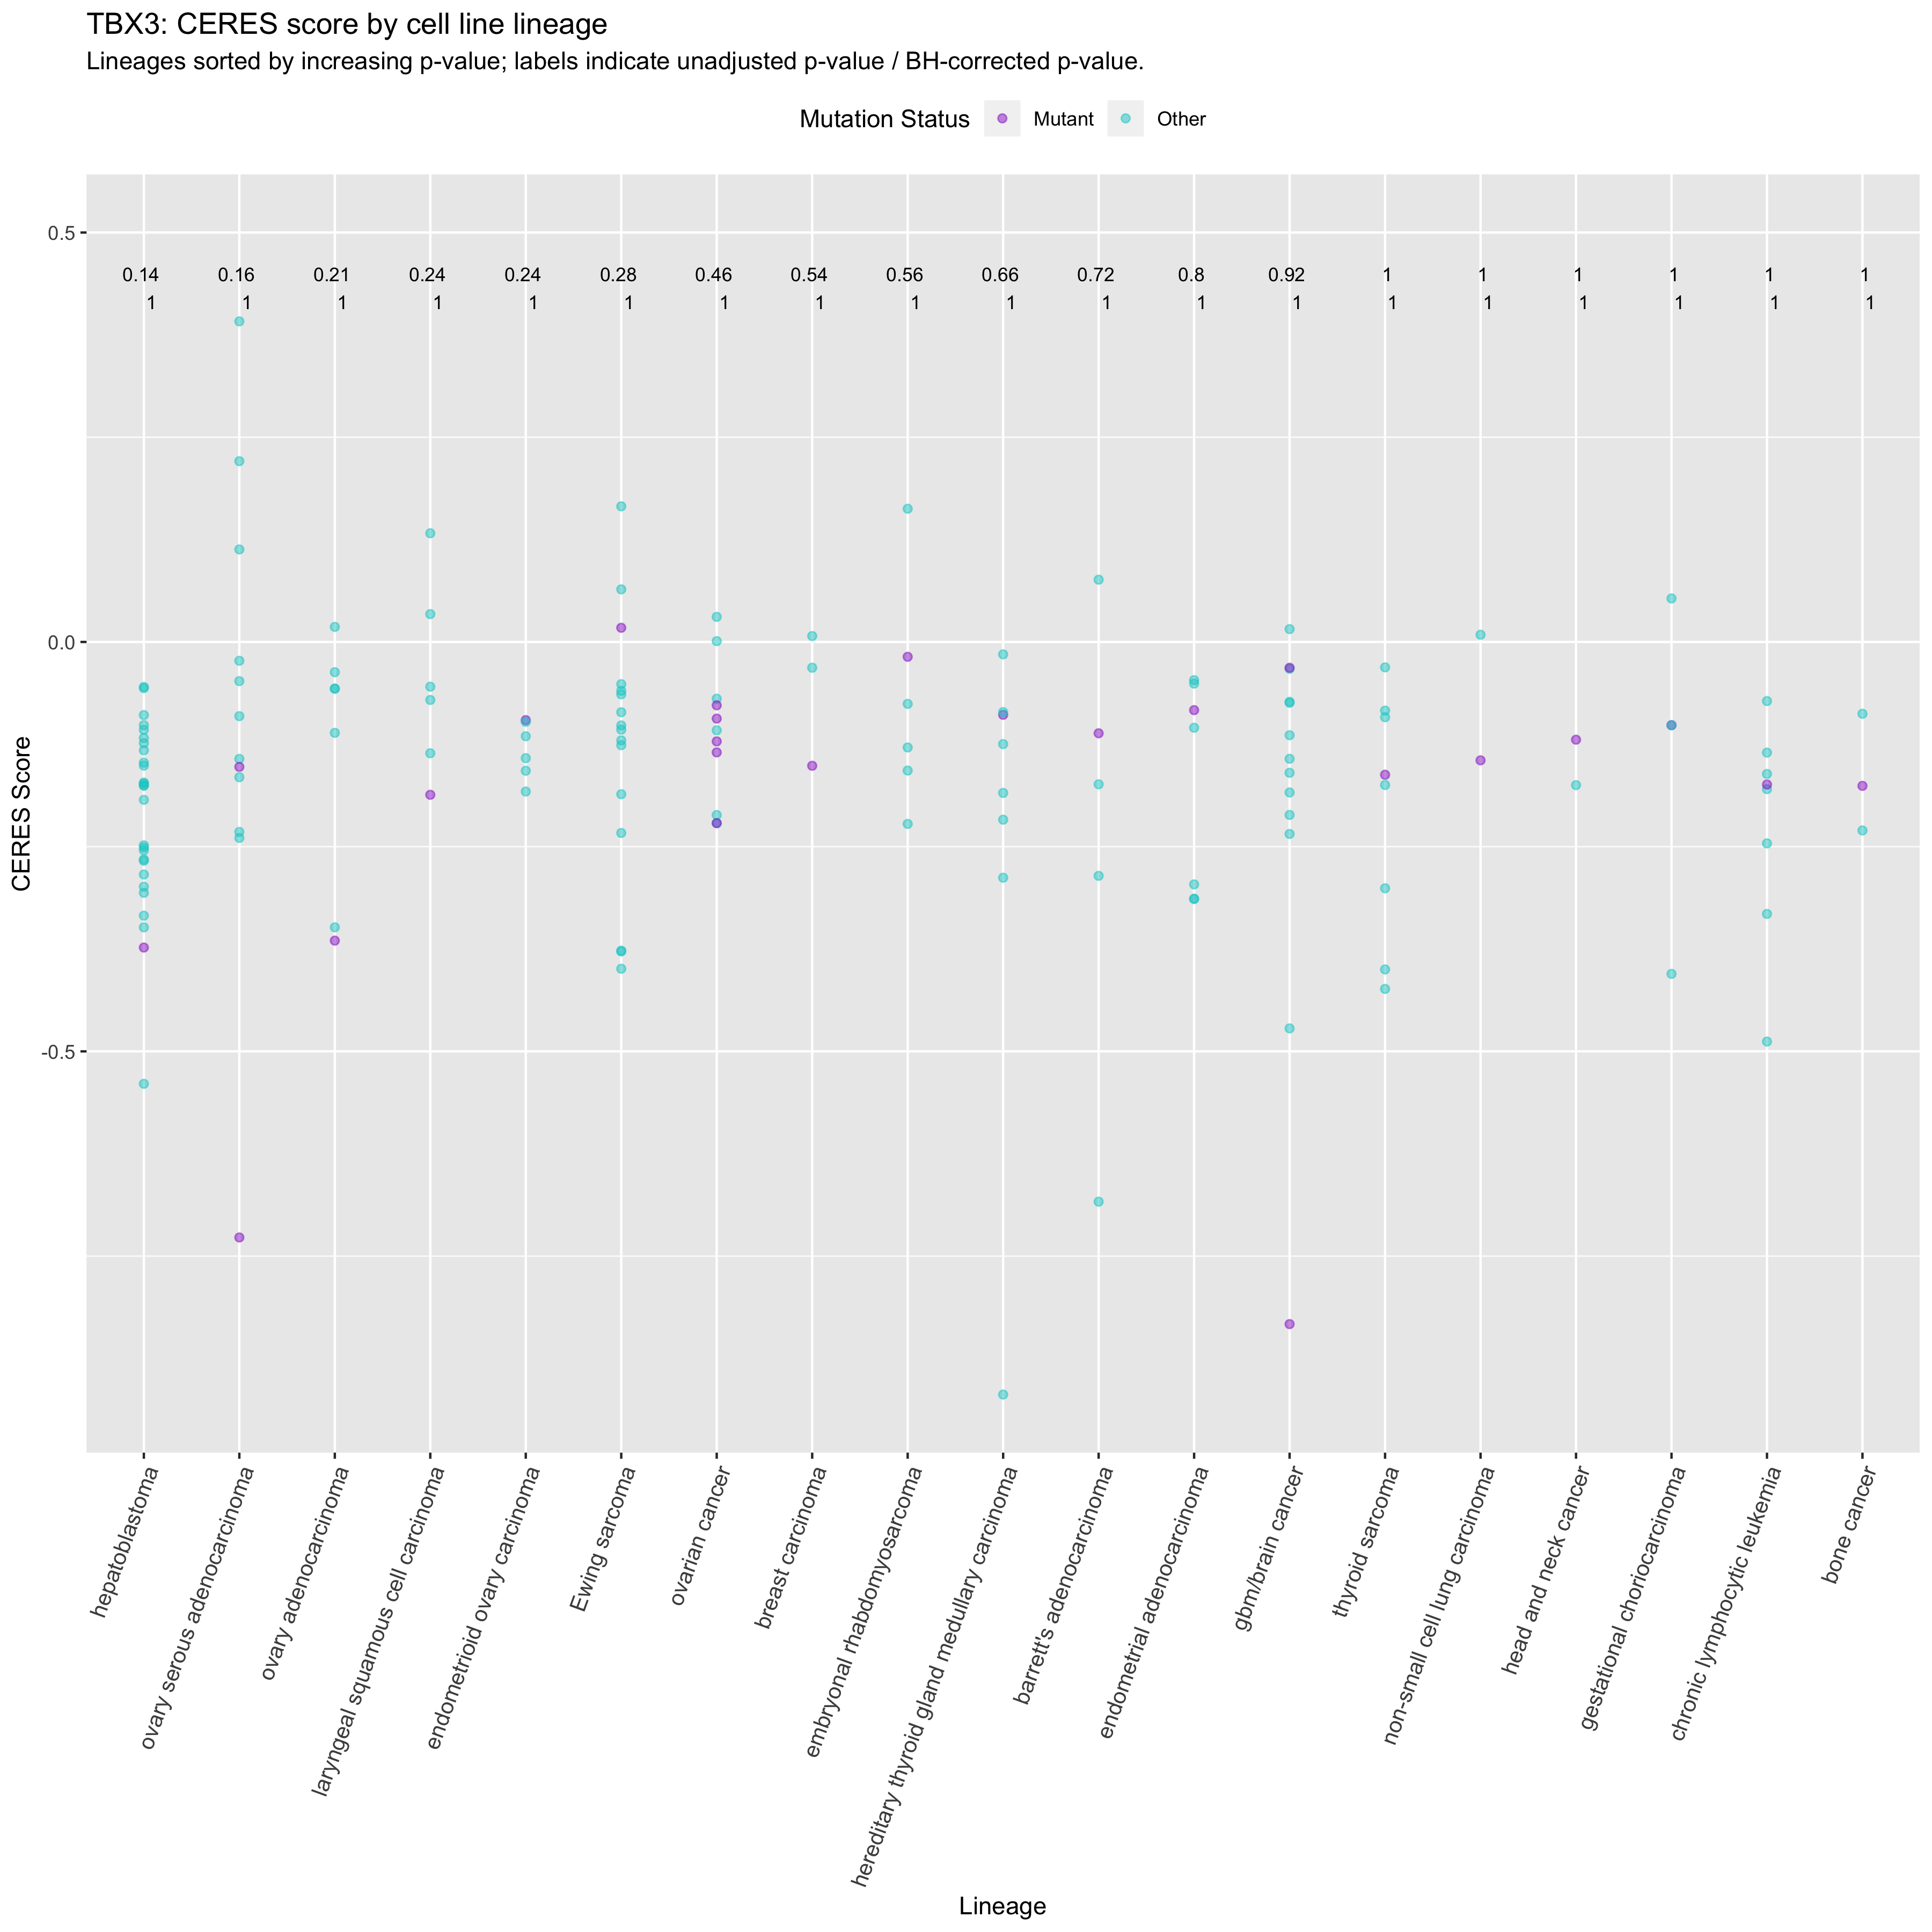 TBX3: CERES score by cell line lineage
Lineages sorted by increasing p-value; labels indicate unadjusted p-value / BH-corrected p-value.
Mutation Status Mutant Other
0.5
0.14 0.16 0.21 0.24 0.24 0.28 0.46 0.54 0.56 0.66 0.72 0.8 0.92 1 1 1 1 1 1
1 1 1 1 1 1 1 1 1 1 1 1 1 1 1 1 1 1 1
0.0
-0.5
CERES Score
hepatoblastoma
ovary serous adenocarcinoma
ovary adenocarcinoma
laryngeal squamous cell carcinoma
endometrioid ovary carcinoma
Ewing sarcoma
ovarian cancer
breast carcinoma
embryonal rhabdomyosarcoma
hereditary thyroid gland medullary carcinoma
barrett's adenocarcinoma
endometrial adenocarcinoma
gbm/brain cancer
thyroid sarcoma
non-small cell lung carcinoma
head and neck cancer
gestational choriocarcinoma
chronic lymphocytic leukemia
bone cancer
Lineage